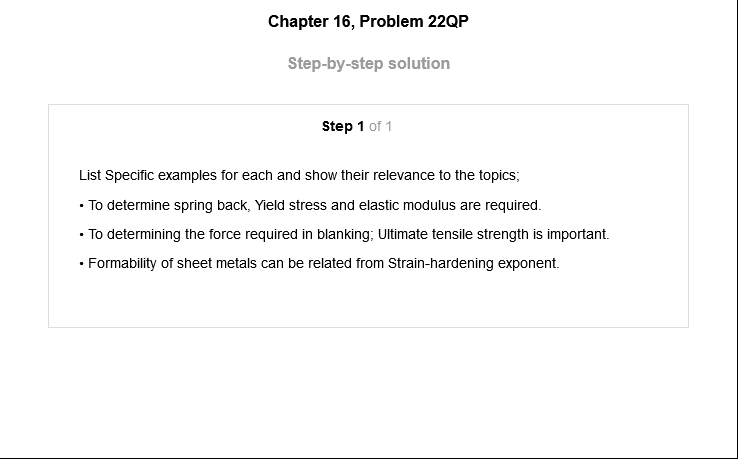 Chapter 16, Problem 22QP
Step-by-step solution
Step 1 of 1
List Specific examples for each and show their relevance to the topics;
• To determine spring back, Yield stress and elastic modulus are required.
• To determining the force required in blanking; Ultimate tensile strength is important.
• Formability of sheet metals can be related from Strain-hardening exponent.